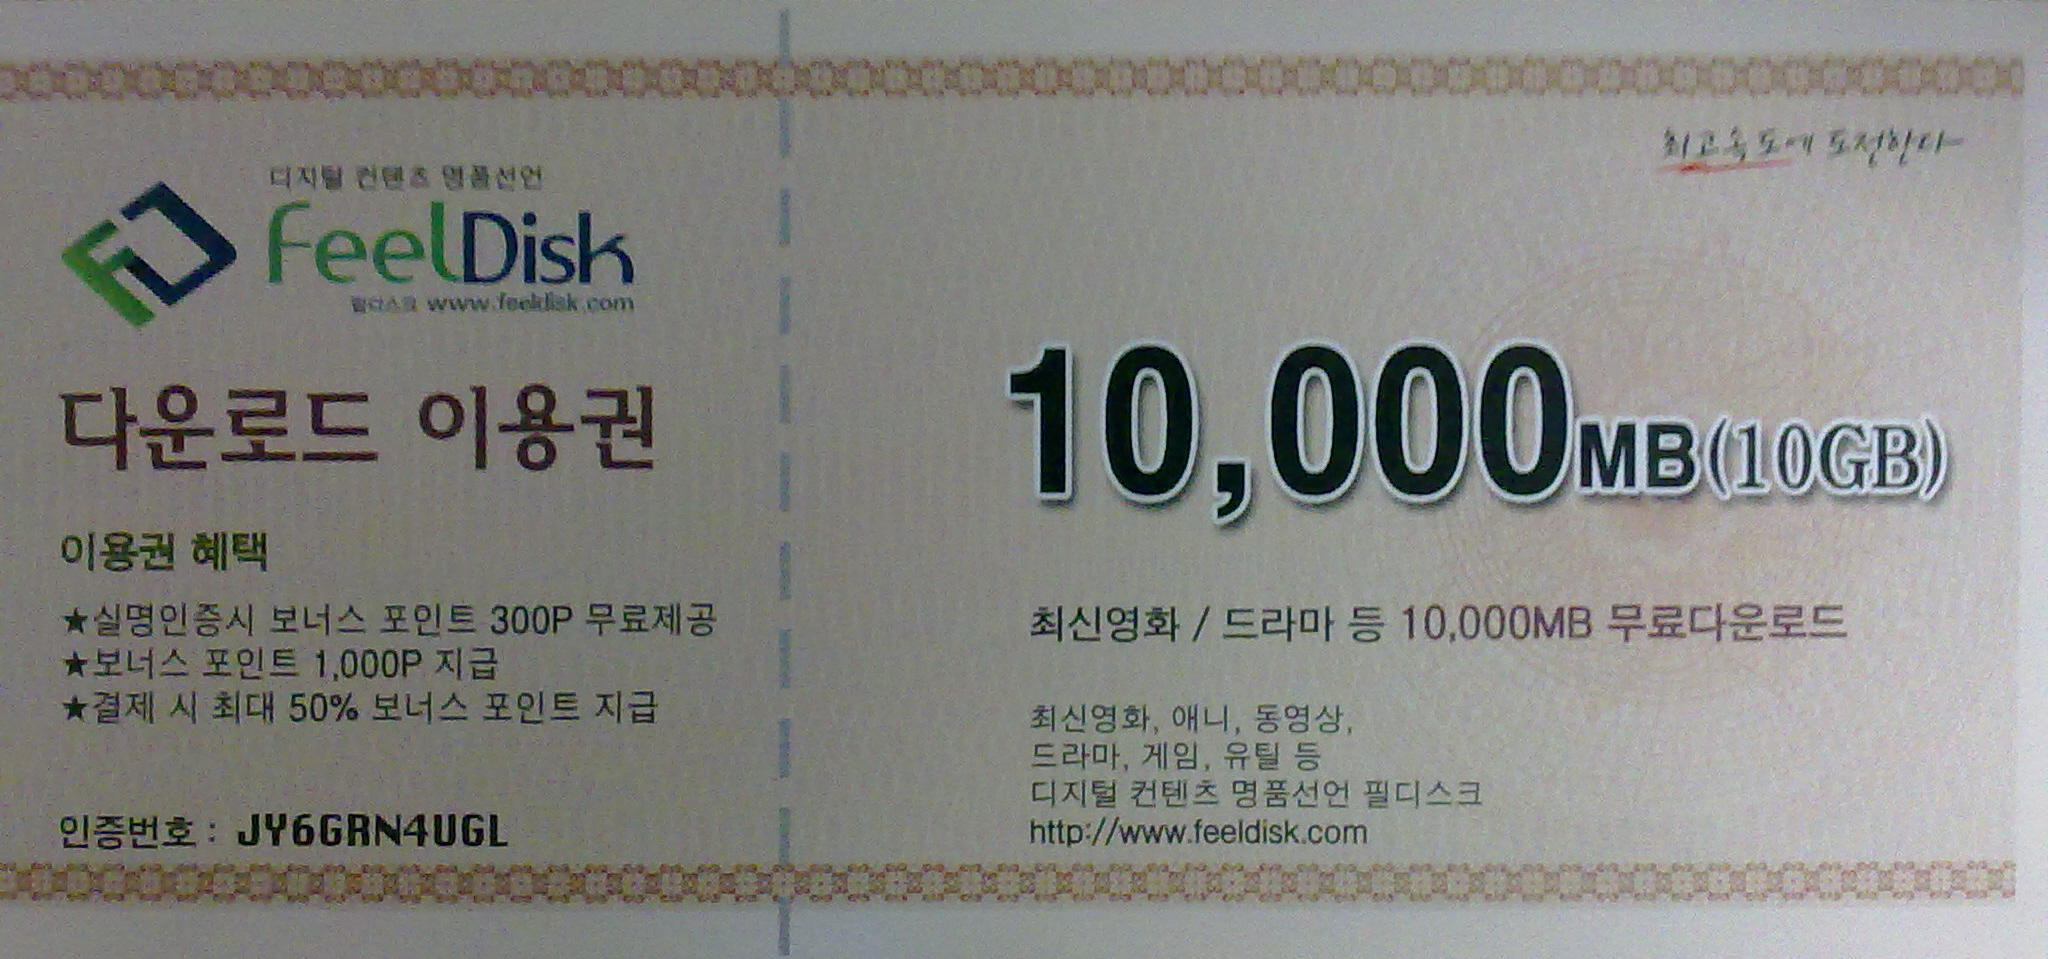 디지털 컨텐츠 명품선언
FeelDisk
필디스크 www.feeldisk.com
다운로드 이용권
이용권 혜택
★실명인증시 보너스 포인트 300P 무료제공
★보너스 포인트 1,000P 지급
★결제 시 최대 50% 보너스 포인트 지급
인증번호 : JY6GRN4UGL
최고속도에 도전한다
10,000MB(10GB)
최신영화 / 드라마 등 10,000MB 무료다운로드
최신영화, 애니, 동영상,
드라마, 게임, 유틸 등
디지털 컨텐츠 명품선언 필디스크
http://www.feeldisk.com